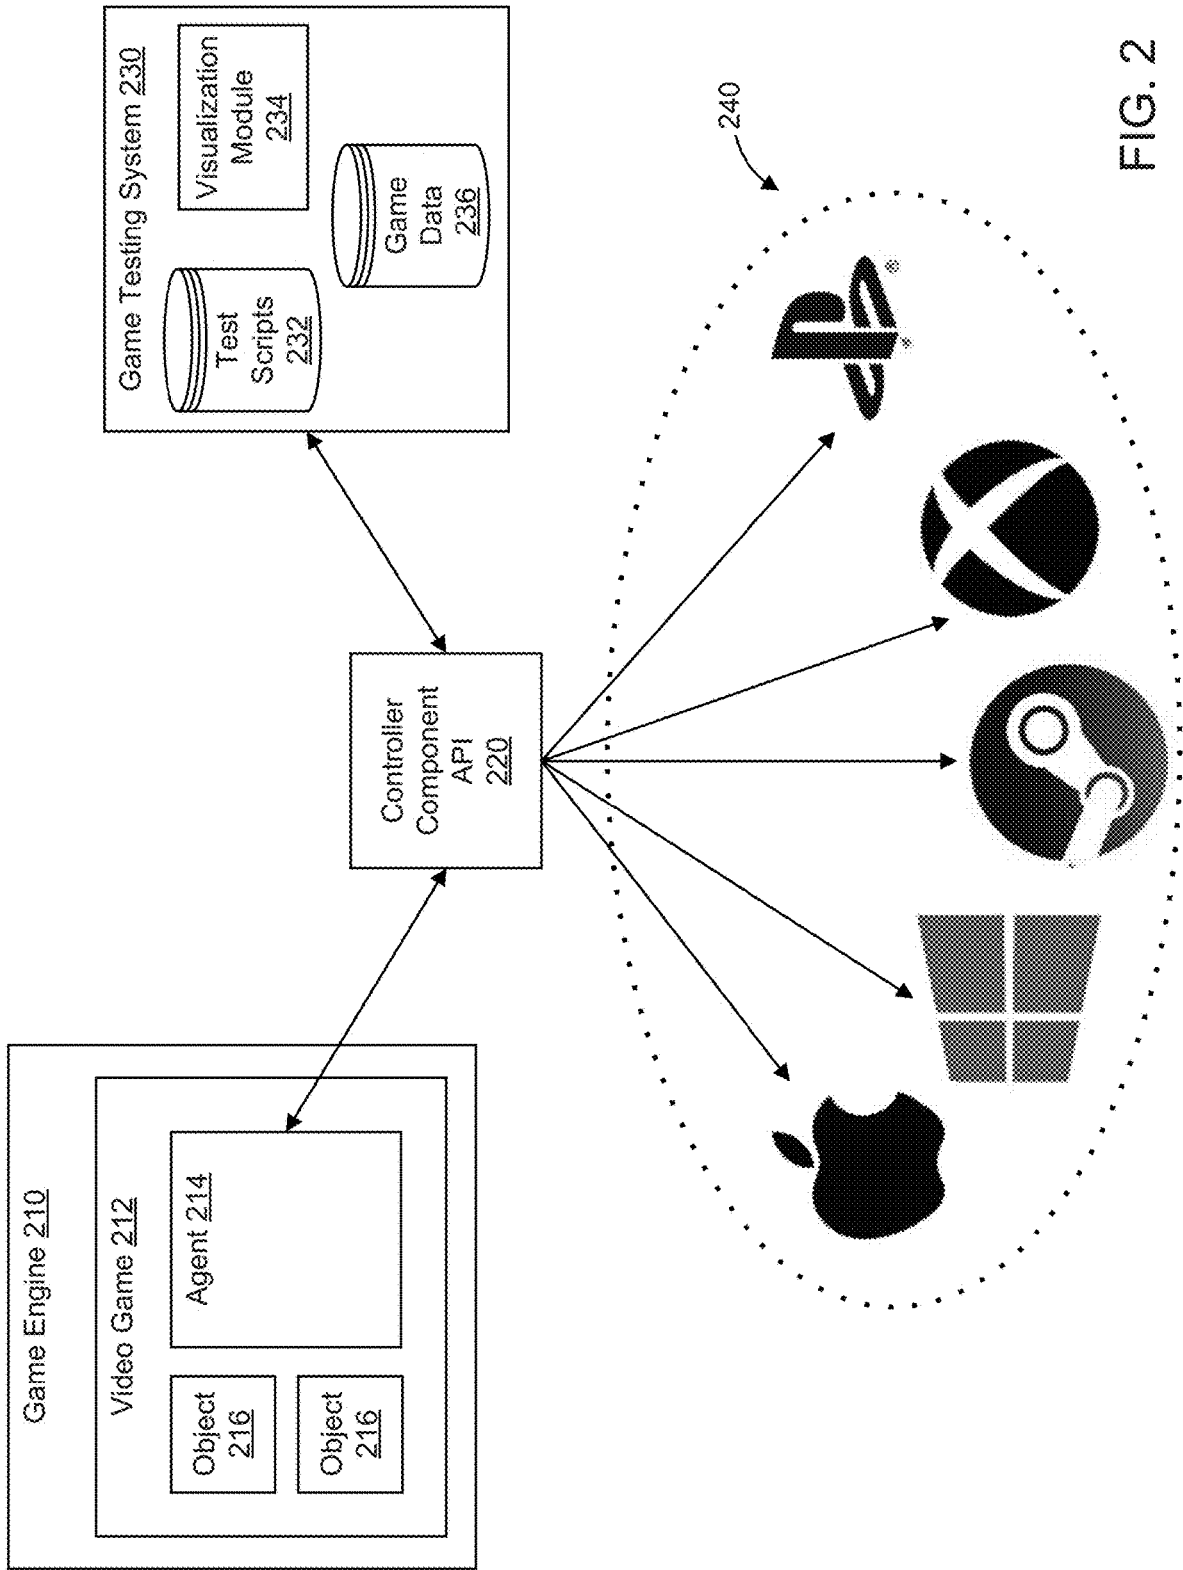 Game Engine 210
Video Game 212
Agent 214
Object
216
Object
216
Controller
Component
API
220
Game Testing System 230
Test
Scripts
232
Visualization
Module
234
Game
Data
236
240
®
®
FIG. 2